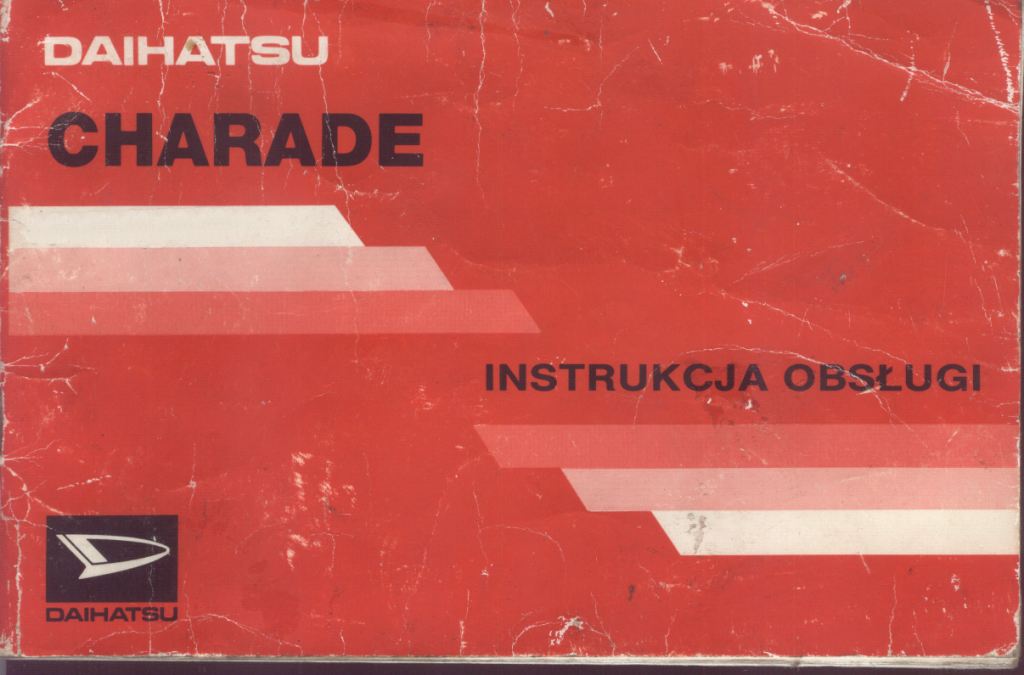 DAIHATSU
CHARADE
INSTRUKCJA OBSŁUGI
DAIHATSU